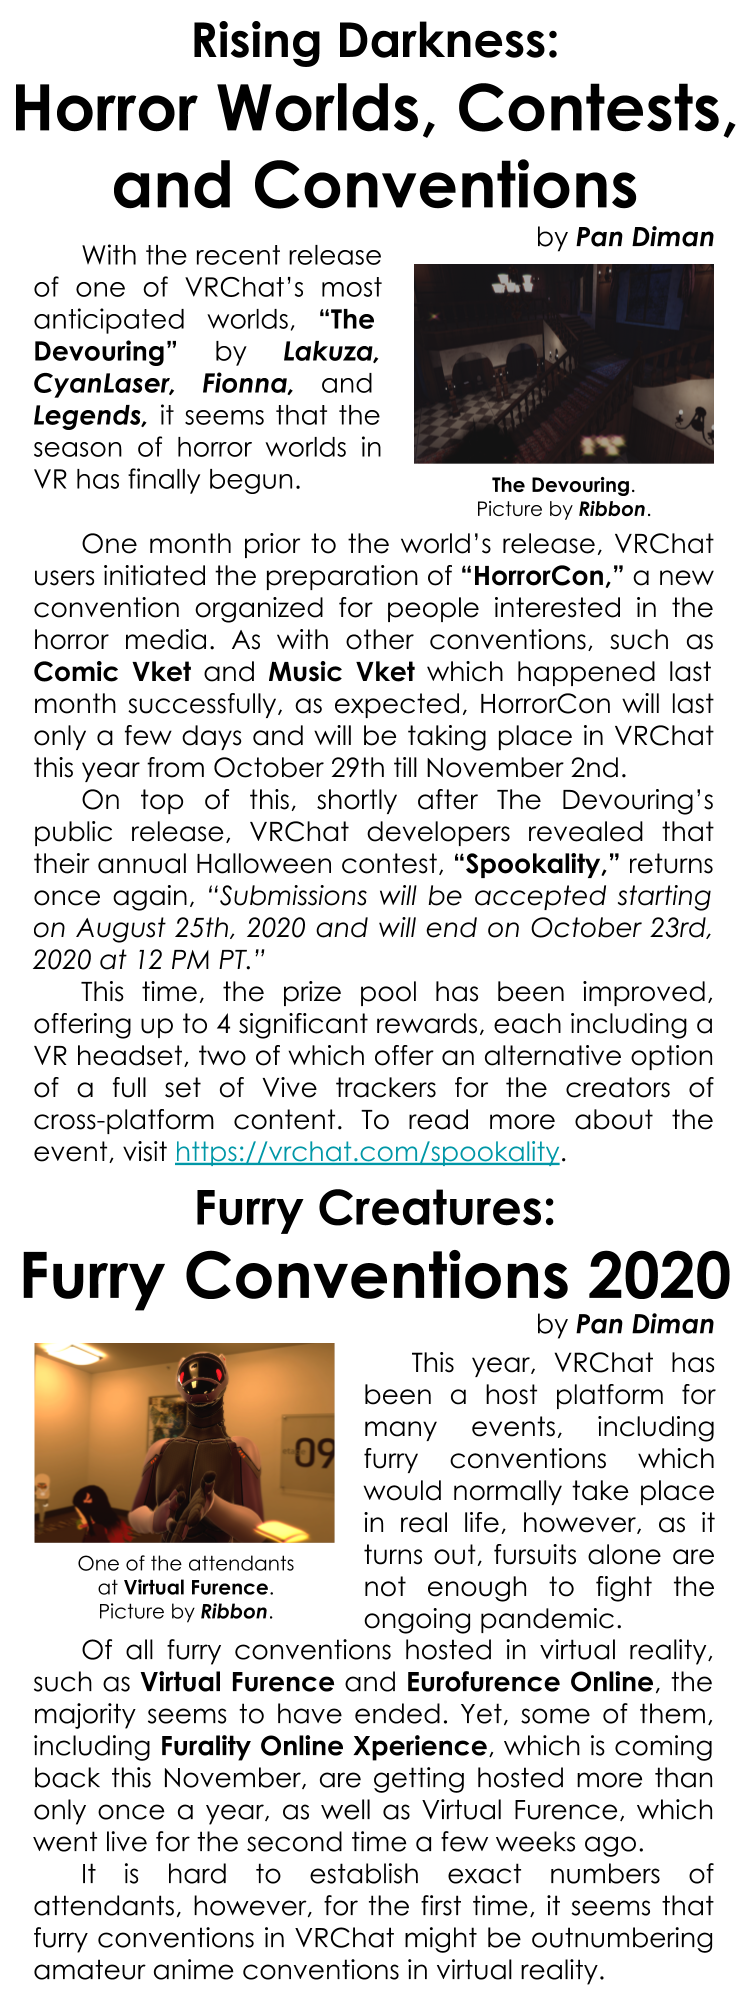 Rising Darkness:
Horror Worlds, Contests,
and Conventions
by Pan Diman
With the recent release
of one of VRChat’s most
anticipated worlds, “The
Devouring” by Lakuza,
CyanLaser, Fionna, and
Legends, it seems that the
season of horror worlds in
VR has finally begun.
The Devouring.
Picture by Ribbon.
One month prior to the world’s release, VRChat
users initiated the preparation of “HorrorCon,” a new
convention organized for people interested in the
horror media. As with other conventions, such as
Comic Vket and Music Vket which happened last
month successfully, as expected, HorrorCon will last
only a few days and will be taking place in VRChat
this year from October 29th till November 2nd.
On top of this, shortly after The Devouring’s
public release, VRChat developers revealed that
their annual Halloween contest, “Spookality,” returns
once again, “Submissions will be accepted starting
on August 25th, 2020 and will end on October 23rd,
2020 at 12 PM PT.”
This time, the prize pool has been improved,
offering up to 4 significant rewards, each including a
VR headset, two of which offer an alternative option
of a full set of Vive trackers for the creators of
cross-platform content. To read more about the
event, visit https://vrchat.com/spookality.
Furry Creatures:
Furry Conventions 2020
by Pan Diman
09
One of the attendants
at Virtual Furence.
Picture by Ribbon.
This year, VRChat has
been a host platform for
many events, including
furry conventions which
would normally take place
in real life, however, as it
turns out, fursuits alone are
not enough to fight the
ongoing pandemic.
Of all furry conventions hosted in virtual reality,
such as Virtual Furence and Eurofurence Online, the
majority seems to have ended. Yet, some of them,
including Furality Online Xperience, which is coming
back this November, are getting hosted more than
only once a year, as well as Virtual Furence, which
went live for the second time a few weeks ago.
It is hard to establish exact numbers of
attendants, however, for the first time, it seems that
furry conventions in VRChat might be outnumbering
amateur anime conventions in virtual reality.